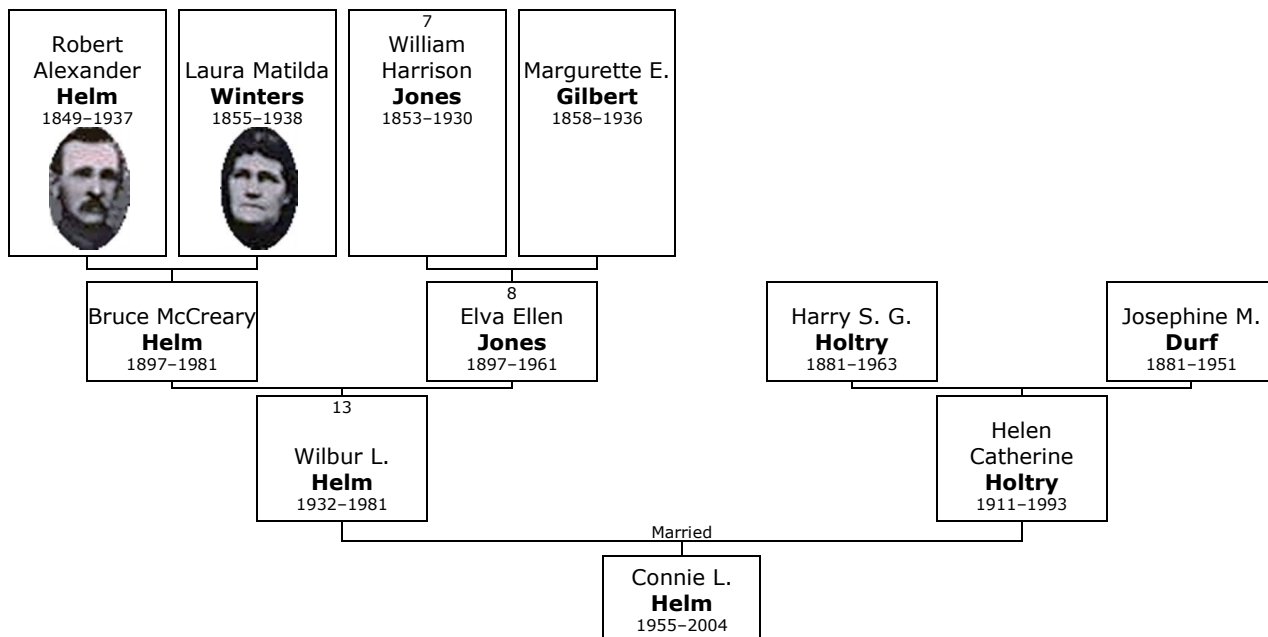 Robert
Alexander
Helm
1849–1937
Laura Matilda
Winters
1855–1938
7
William
Harrison
Jones
1853–1930
Margurette E.
Gilbert
1858–1936
Bruce McCreary
Helm
1897–1981
8
Elva Ellen
Jones
1897–1961
Harry S. G.
Holtry
1881–1963
Josephine M.
Durf
1881–1951
13
Wilbur L.
Helm
1932–1981
Helen
Catherine
Holtry
1911–1993
Married
Connie L.
Helm
1955–2004